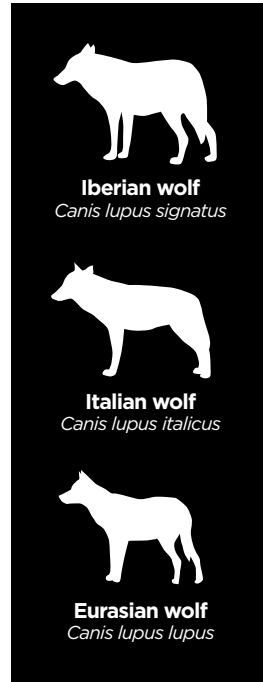 Iberian wolf
Canis lupus signatus
Italian wolf
Canis lupus italicus
Eurasian wolf
Canis lupus lupus